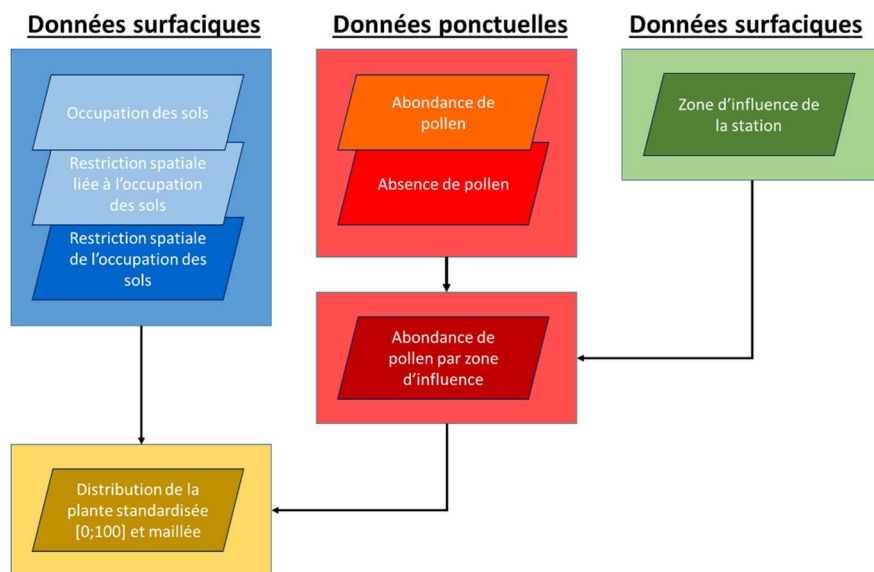 Données surfaciques
Données ponctuelles
Données surfaciques
Occupation des sols
Restriction spatiale
liée à l'occupation
des sols
Restriction spatiale
de l'occupation des
sols
Abondance de
pollen
Absence de pollen
Zone d'influence de
la station
Abondance de
pollen par zone
d'influence
Distribution de la
plante standardisée
[0;100] et maillée